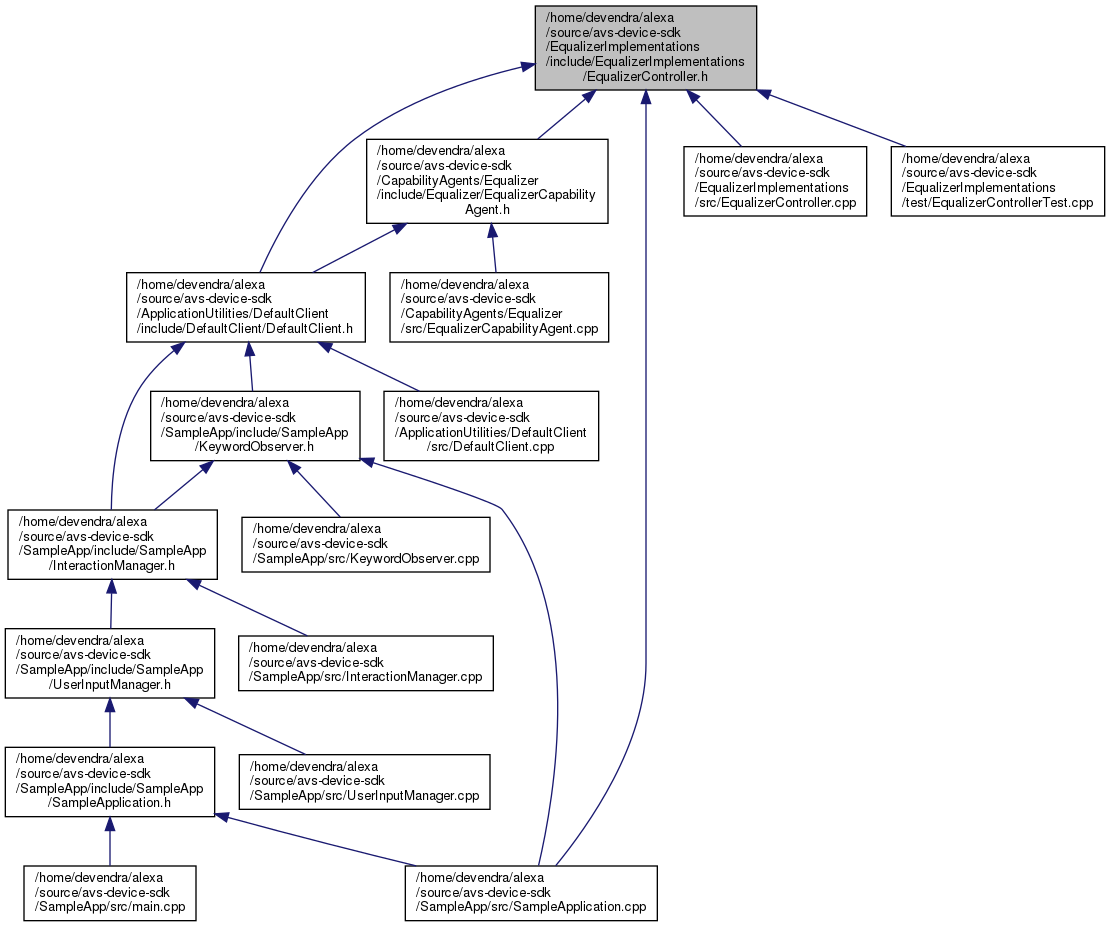 /home/devendra/alexa
/source/avs-device-sdk
/EqualizerImplementations
/include/EqualizerImplementations
/EqualizerController.h
/home/devendra/alexa
/source/avs-device-sdk
/CapabilityAgents/Equalizer
/include/Equalizer/EqualizerCapability
Agent.h
/home/devendra/alexa
/source/avs-device-sdk
/EqualizerImplementations
/src/EqualizerController.cpp
/home/devendra/alexa
/source/avs-device-sdk
/EqualizerImplementations
/test/EqualizerControllerTest.cpp
/home/devendra/alexa
/source/avs-device-sdk
/ApplicationUtilities/DefaultClient
/include/DefaultClient/DefaultClient.h
/home/devendra/alexa
/source/avs-device-sdk
/CapabilityAgents/Equalizer
/src/EqualizerCapabilityAgent.cpp
/home/devendra/alexa
/source/avs-device-sdk
/SampleApp/include/SampleApp
/KeywordObserver.h
/home/devendra/alexa
/source/avs-device-sdk
/ApplicationUtilities/DefaultClient
/src/DefaultClient.cpp
/home/devendra/alexa
/source/avs-device-sdk
/SampleApp/include/SampleApp
/InteractionManager.h
/home/devendra/alexa
/source/avs-device-sdk
/SampleApp/src/KeywordObserver.cpp
/home/devendra/alexa
/source/avs-device-sdk
/SampleApp/include/SampleApp
/UserInputManager.h
/home/devendra/alexa
/source/avs-device-sdk
/SampleApp/src/InteractionManager.cpp
/home/devendra/alexa
/source/avs-device-sdk
/SampleApp/include/SampleApp
/SampleApplication.h
/home/devendra/alexa
/source/avs-device-sdk
/SampleApp/src/UserInputManager.cpp
/home/devendra/alexa
/source/avs-device-sdk
/SampleApp/src/main.cpp
/home/devendra/alexa
/source/avs-device-sdk
/SampleApp/src/SampleApplication.cpp